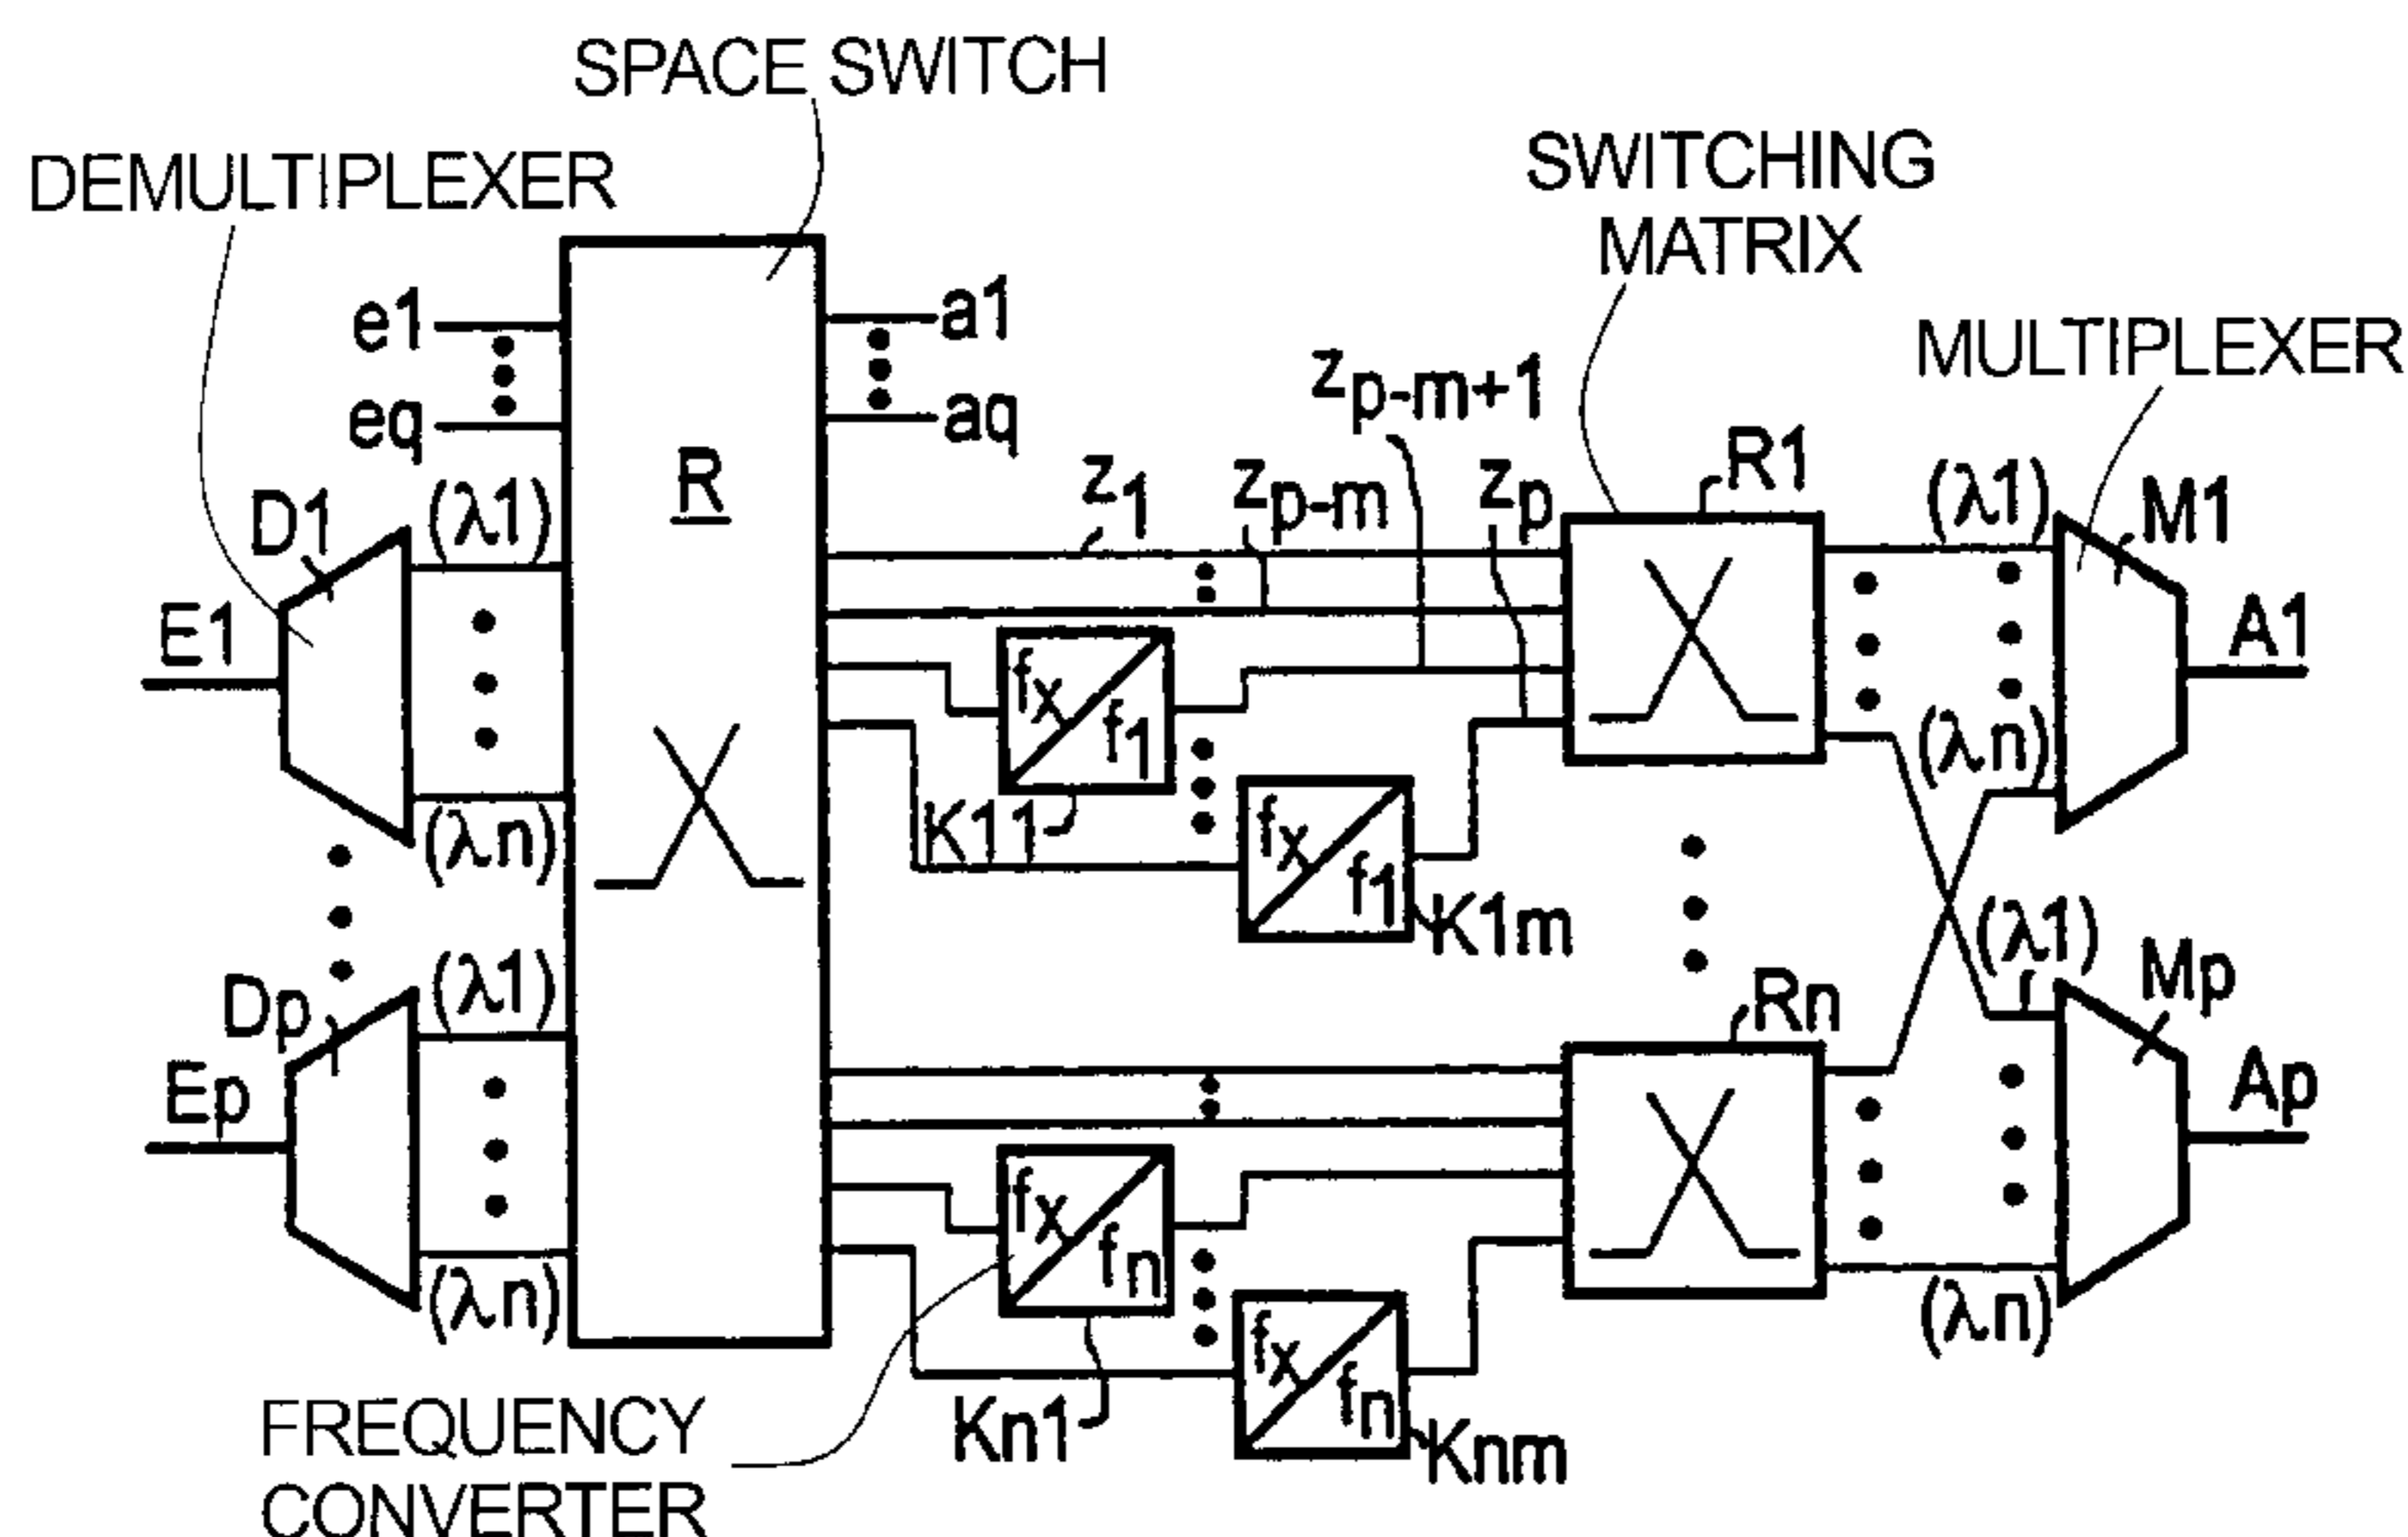 SPACE SWITCH
DEMULTIPLEXER
SWITCHING
MATRIX
MULTIPLEXER
e1
a1
eq
aq
R
z1
zp-m
zp-m+1
zp
R1
D1
(λ1)
(λ1)
M1
E1
A1
fx
f1
K11
(λn)
(λn)
fx
f1
K1m
Dp
(λ1)
(λ1)
Mp
Rn
Ep
Ap
fx
fn
Kn1
(λn)
(λn)
fx
fn
Knm
FREQUENCY
CONVERTER